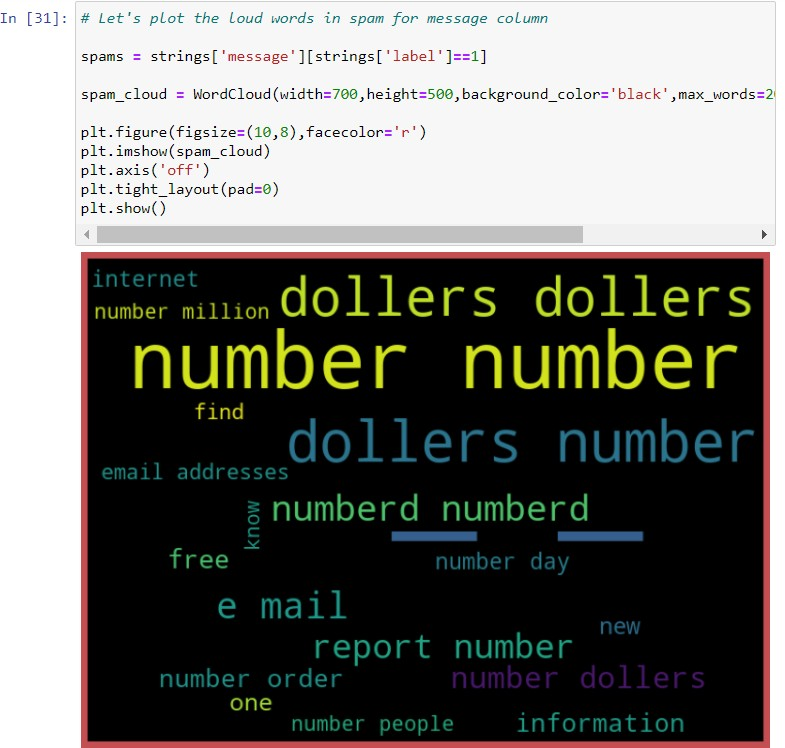 In [31]:
# Let's plot the loud words in spam for message column
spams = strings['message'][strings['label']==1]
spam_cloud = WordCloud(width=700,height=500,background_color='black',max_words=2
plt.figure(figsize=(10,8),facecolor='r')
plt.imshow(spam_cloud)
plt.axis('off')
plt.tight_layout(pad=0)
plt.show()
internet
number million
dollers dollers
number number
find
dollers number
email addresses
know
numberd numberd
free
number day
e mail
new
report number
number order
number dollers
one
number people
information